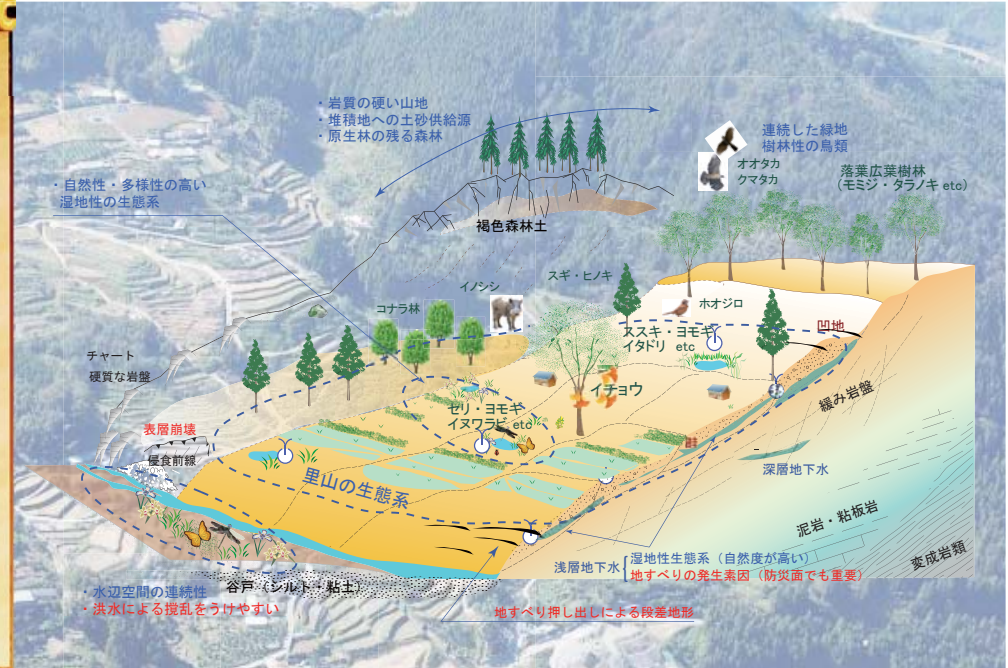 ・岩質の硬い山地
・堆積地への土砂供給源
・原生林の残る森林
連続した緑地
樹林性の鳥類
オオタカ
クマタカ
落葉広葉樹林
（モミジ・タラノキ etc）
・自然性・多様性の高い
湿地性の生態系
褐色森林土
イノシシ
スギ・ヒノキ
コナラ林
ホオジロ
ススキ・ヨモギ
イタドリ etc
凹地
チャート
硬質な岩盤
イチョウ
緩み岩盤
セリ・ヨモギ
イヌワラビ etc
表層崩壊
侵食前線
深層地下水
里山の生態系
泥岩・粘板岩
変成岩類
浅層地下水
湿地性生態系（自然度が高い）
地すべりの発生素因（防災面でも重要）
谷戸（シルト・粘土）
・水辺空間の連続性
・洪水による撹乱をうけやすい
地すべり押し出しによる段差地形